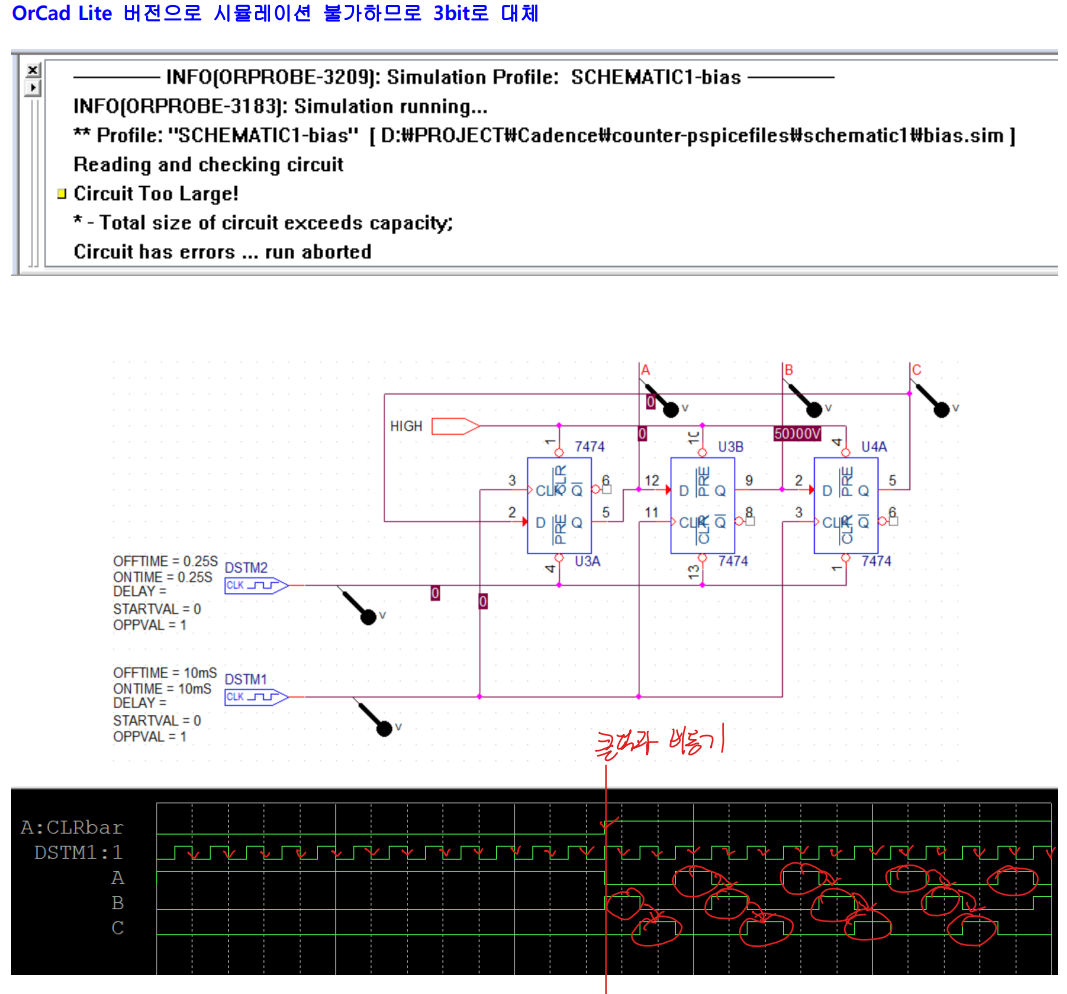 OrCad Lite 버전으로 시뮬레이션 불가하므로 3bit로 대체
INFO(ORPROBE-3209): Simulation Profile: SCHEMATIC1-bias
INFO(ORPROBE-3183): Simulation running...
** Profile: "SCHEMATIC1-bias" [ D:₩PROJECT₩Cadence₩counter-pspicefiles₩schematic1₩bias.sim ]
Reading and checking circuit
Circuit Too Large!
* - Total size of circuit exceeds capacity;
Circuit has errors ... run aborted
A B C
0 V V V
HIGH
0 50000V
1 7474 10 U3B 4 U4A
3 CLK CLR Q 6 12 D PRE Q 9 2 D PRE Q 5
2 D PRE Q 5 11 CLK CLR Q 8 3 CLK CLR Q 6
4 U3A 13 7474 1 7474
OFFTIME = 0.25S
ONTIME = 0.25S
DELAY =
STARTVAL = 0
OPPVAL = 1
DSTM2
CLK
0 0
V
OFFTIME = 10mS
ONTIME = 10mS
DELAY =
STARTVAL = 0
OPPVAL = 1
DSTM1
CLK
V
클럭과 비동기
A:CLRbar
DSTM1:1
A
B
C